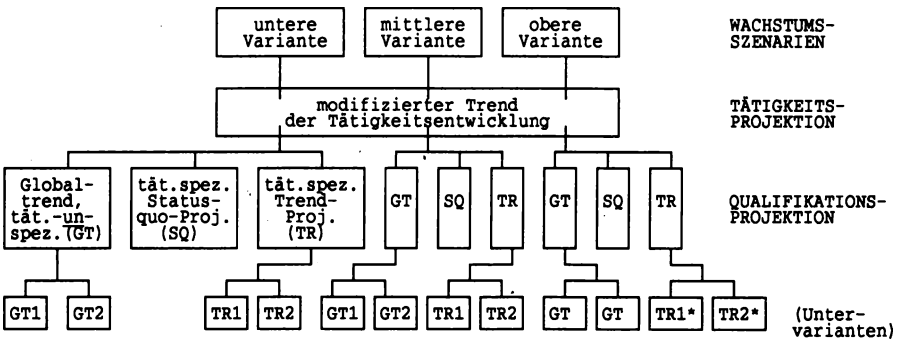 untere
Variante
mittlere
Variante
obere
Variante
WACHSTUMS-
SZENARIEN
modifizierter Trend
der Tätigkeitsentwicklung
TÄTIGKEITS-
PROJEKTION
Global-
trend,
tät.-un-
spez.(GT)
tät.spez.
Status-
quo-Proj.
(SQ)
tät.spez.
Trend-
Proj.
(TR)
GT
SQ
TR
GT
SQ
TR
QUALIFIKATIONS-
PROJEKTION
GT1
GT2
TR1
TR2
GT1
GT2
TR1
TR2
GT
GT
TR1*
TR2*
(Unter-
varianten)